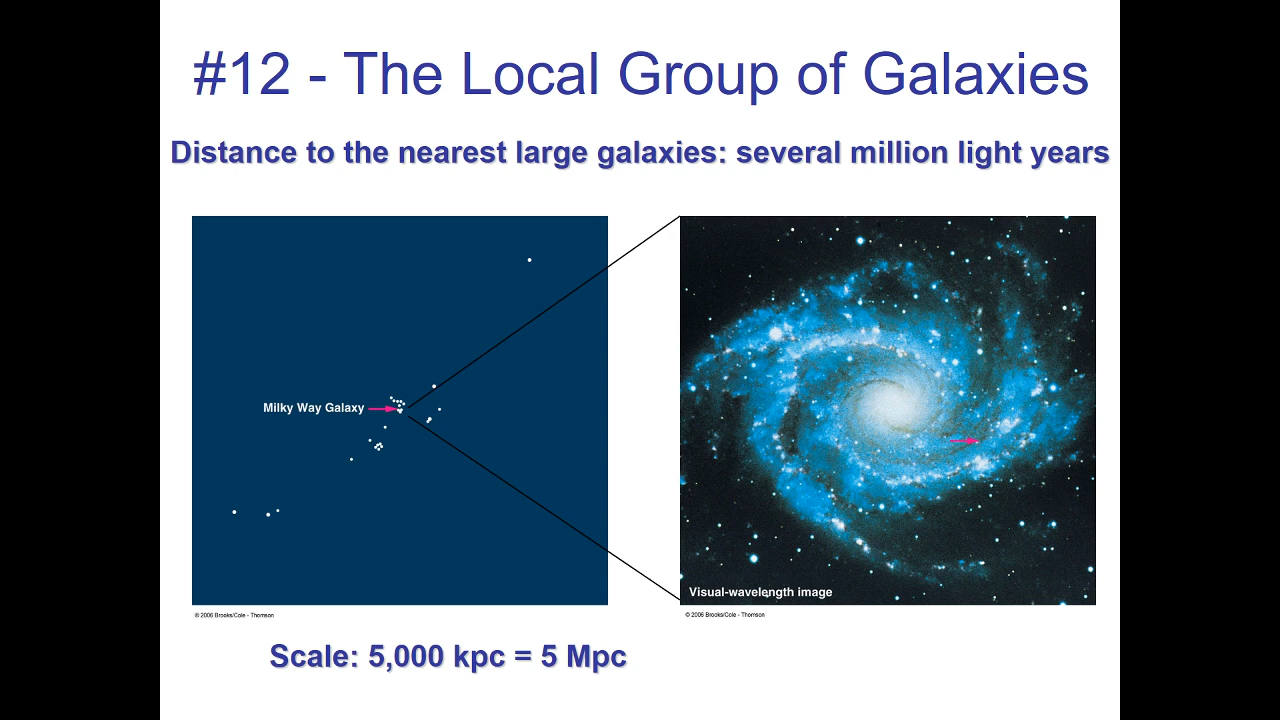 #12 - The Local Group of Galaxies
Distance to the nearest large galaxies: several million light years
Milky Way Galaxy
Visual-wavelength image
© 2006 Brooks/Cole - Thomson
© 2006 Brooks/Cole - Thomson
Scale: 5,000 kpc = 5 Mpc